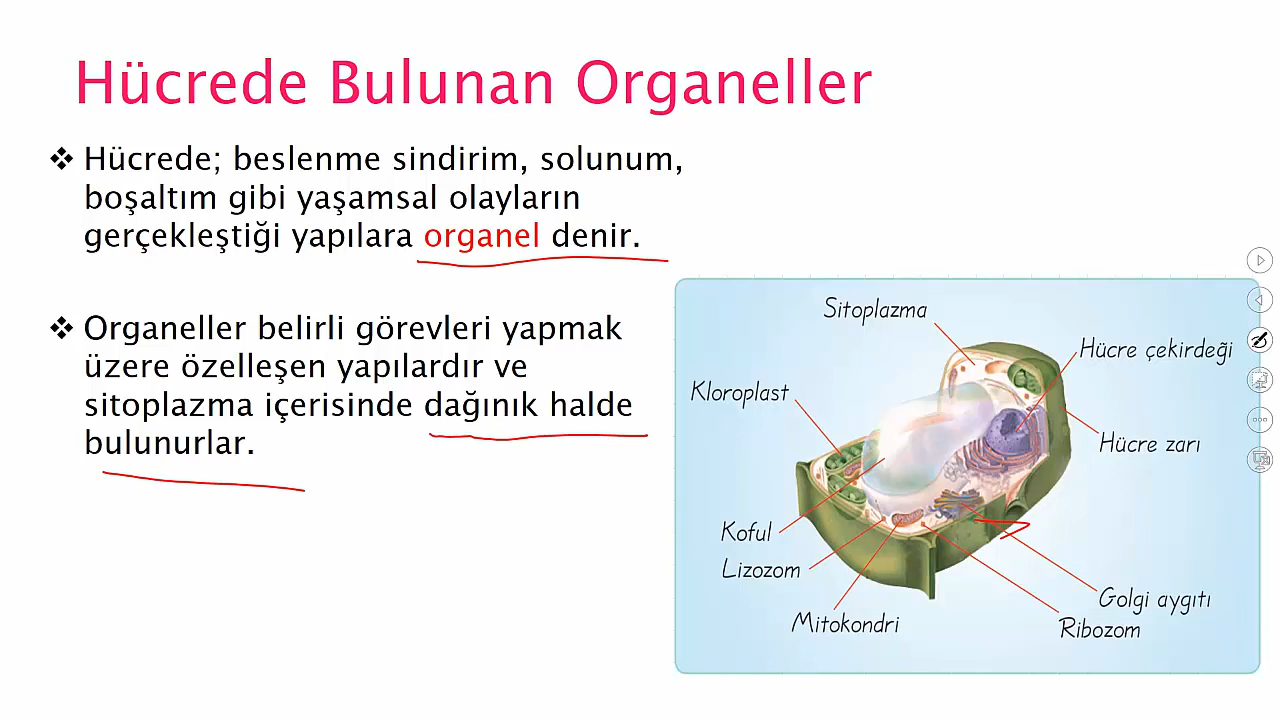 Hücrede Bulunan Organeller
❖ Hücrede; beslenme sindirim, solunum,
boşaltım gibi yaşamsal olayların
gerçekleştiği yapılara organel denir.
❖ Organeller belirli görevleri yapmak
üzere özelleşen yapılardır ve
sitoplazma içerisinde dağınık halde
bulunurlar.
Sitoplazma
Hücre çekirdeği
Kloroplast
Hücre zarı
Koful
Lizozom
Mitokondri
Golgi aygıtı
Ribozom